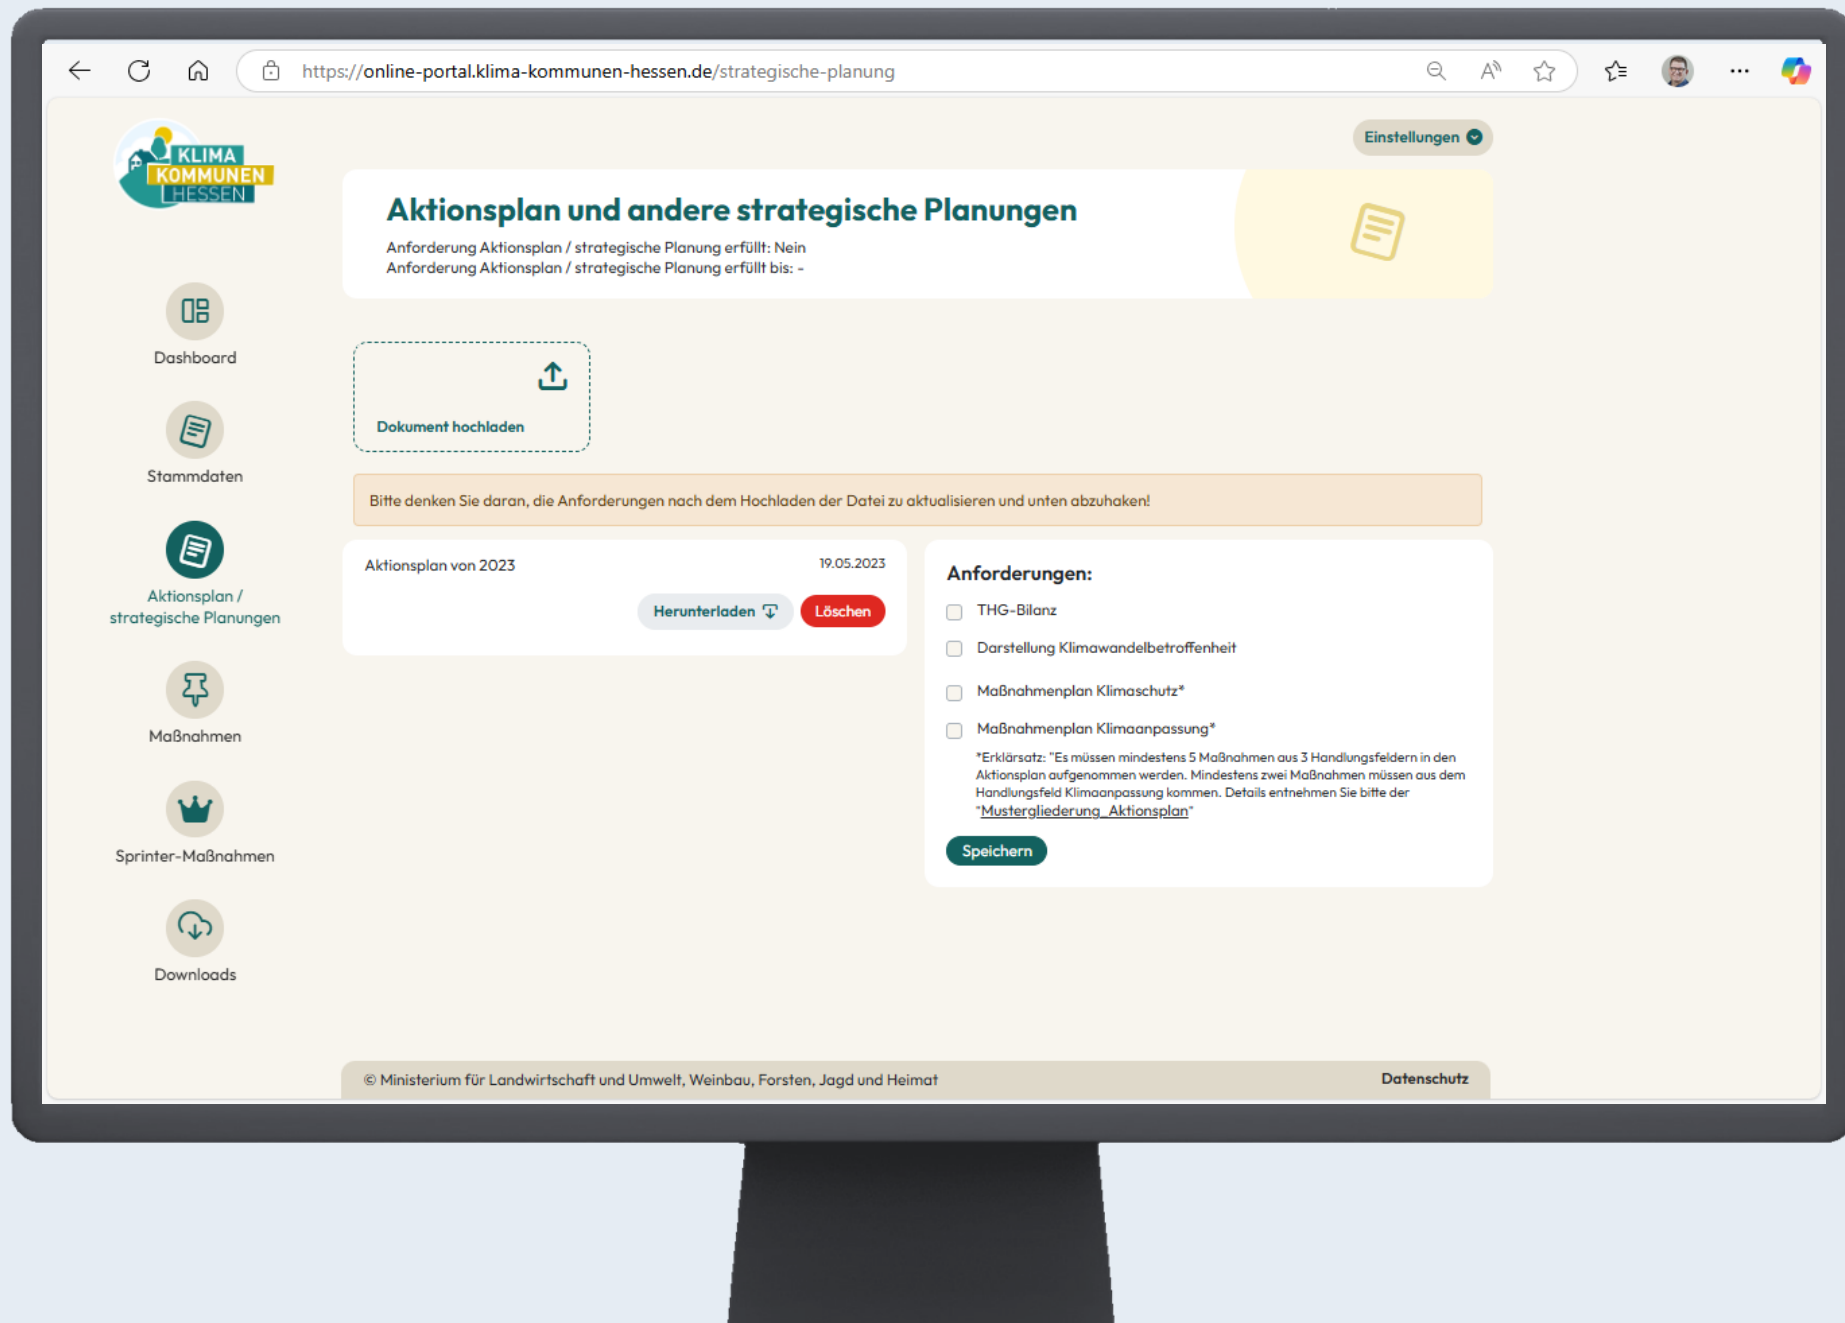 https://online-portal.klima-kommunen-hessen.de/strategische-planung
KLIMA
KOMMUNEN
HESSEN
Einstellungen
Aktionsplan und andere strategische Planungen
Anforderung Aktionsplan / strategische Planung erfüllt: Nein
Anforderung Aktionsplan / strategische Planung erfüllt bis: -
Dashboard
Stammdaten
Aktionsplan /
strategische Planungen
Maßnahmen
Sprinter-Maßnahmen
Downloads
Dokument hochladen
Bitte denken Sie daran, die Anforderungen nach dem Hochladen der Datei zu aktualisieren und unten abzuhaken!
Aktionsplan von 2023
19.05.2023
Herunterladen
Löschen
Anforderungen:
THG-Bilanz
Darstellung Klimawandelbetroffenheit
Maßnahmenplan Klimaschutz*
Maßnahmenplan Klimaanpassung*
*Erklärsatz: "Es müssen mindestens 5 Maßnahmen aus 3 Handlungsfeldern in den
Aktionsplan aufgenommen werden. Mindestens zwei Maßnahmen müssen aus dem
Handlungsfeld Klimaanpassung kommen. Details entnehmen Sie bitte der
"Mustergliederung_Aktionsplan"
Speichern
© Ministerium für Landwirtschaft und Umwelt, Weinbau, Forsten, Jagd und Heimat
Datenschutz